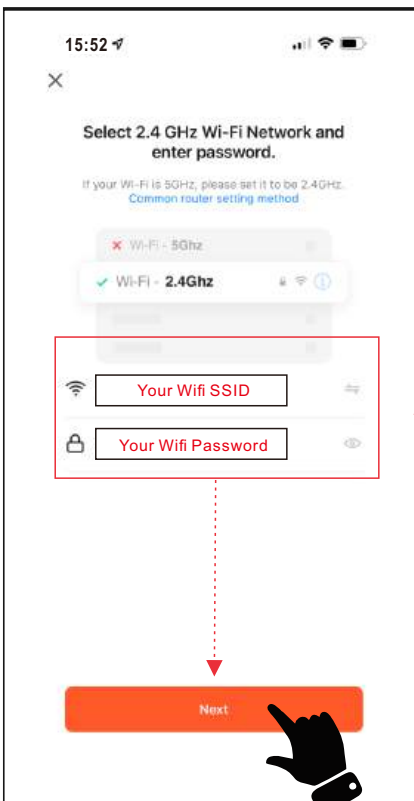 15:52
Select 2.4 GHz Wi-Fi Network and
enter password.
If your Wi-Fi is 5GHz, please set it to be 2.4GHz.
Common router setting method
Wi-Fi - 5Ghz
Wi-Fi - 2.4Ghz
Your Wifi SSID
Your Wifi Password
Next